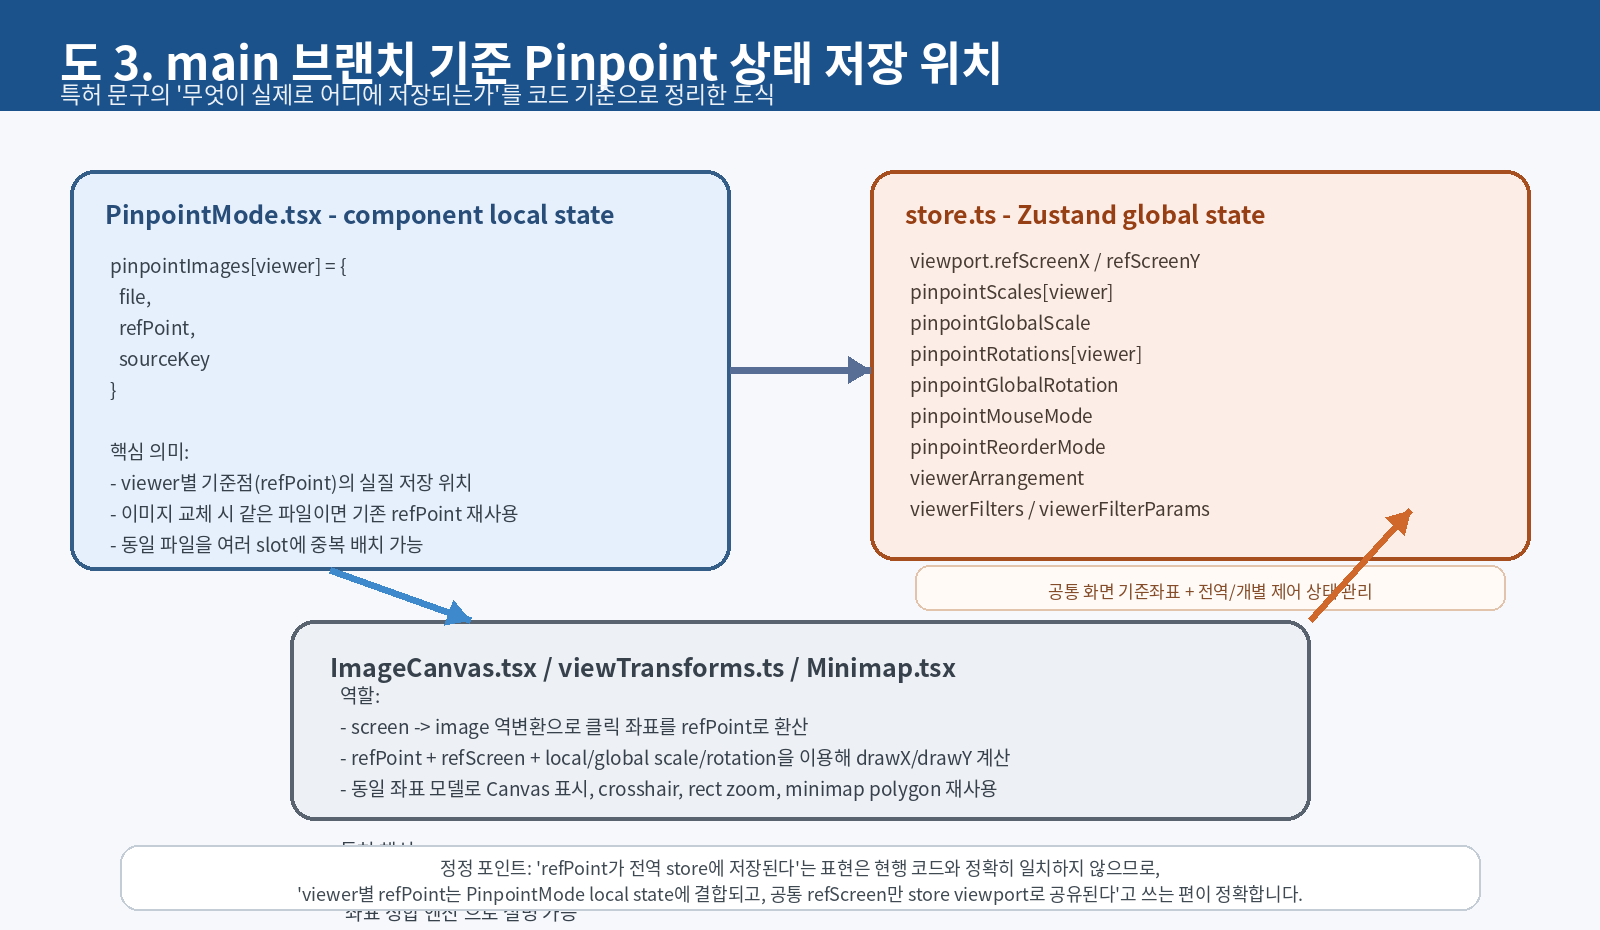 도 3. main 브랜치 기준 Pinpoint 상태 저장 위치
특허 문구의 '무엇이 실제로 어디에 저장되는가'를 코드 기준으로 정리한 도식
PinpointMode.tsx - component local state
pinpointImages[viewer] = {
file,
refPoint,
sourceKey
}
핵심 의미:
- viewer별 기준점(refPoint)의 실질 저장 위치
- 이미지 교체 시 같은 파일이면 기존 refPoint 재사용
- 동일 파일을 여러 slot에 중복 배치 가능
store.ts - Zustand global state
viewport.refScreenX / refScreenY
pinpointScales[viewer]
pinpointGlobalScale
pinpointRotations[viewer]
pinpointGlobalRotation
pinpointMouseMode
pinpointReorderMode
viewerArrangement
viewerFilters / viewerFilterParams
공통 화면 기준좌표 + 전역/개별 제어 상태 관리
ImageCanvas.tsx / viewTransforms.ts / Minimap.tsx
역할:
- screen -> image 역변환으로 클릭 좌표를 refPoint로 환산
- refPoint + refScreen + local/global scale/rotation을 이용해 drawX/drawY 계산
- 동일 좌표 모델로 Canvas 표시, crosshair, rect zoom, minimap polygon 재사용
정정 포인트: 'refPoint가 전역 store에 저장된다'는 표현은 현행 코드와 정확히 일치하지 않으므로,
'viewer별 refPoint는 PinpointMode local state에 결합되고, 공통 refScreen만 store viewport로 공유된다'고 쓰는 편이 정확합니다.